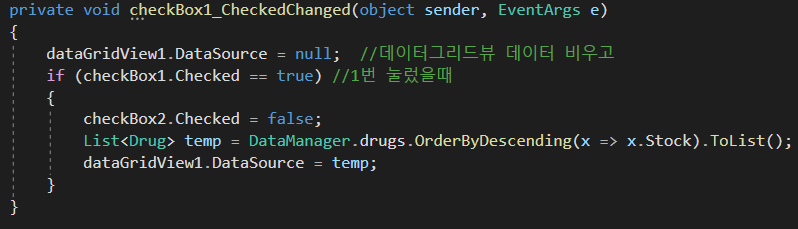 private void checkBox1_CheckedChanged(object sender, EventArgs e)
{
    dataGridView1.DataSource = null;  //데이터그리드뷰 데이터 비우고
    if (checkBox1.Checked == true) //1번 눌렀을때
    {
        checkBox2.Checked = false;
        List<Drug> temp = DataManager.drugs.OrderByDescending(x => x.Stock).ToList();
        dataGridView1.DataSource = temp;
    }
}